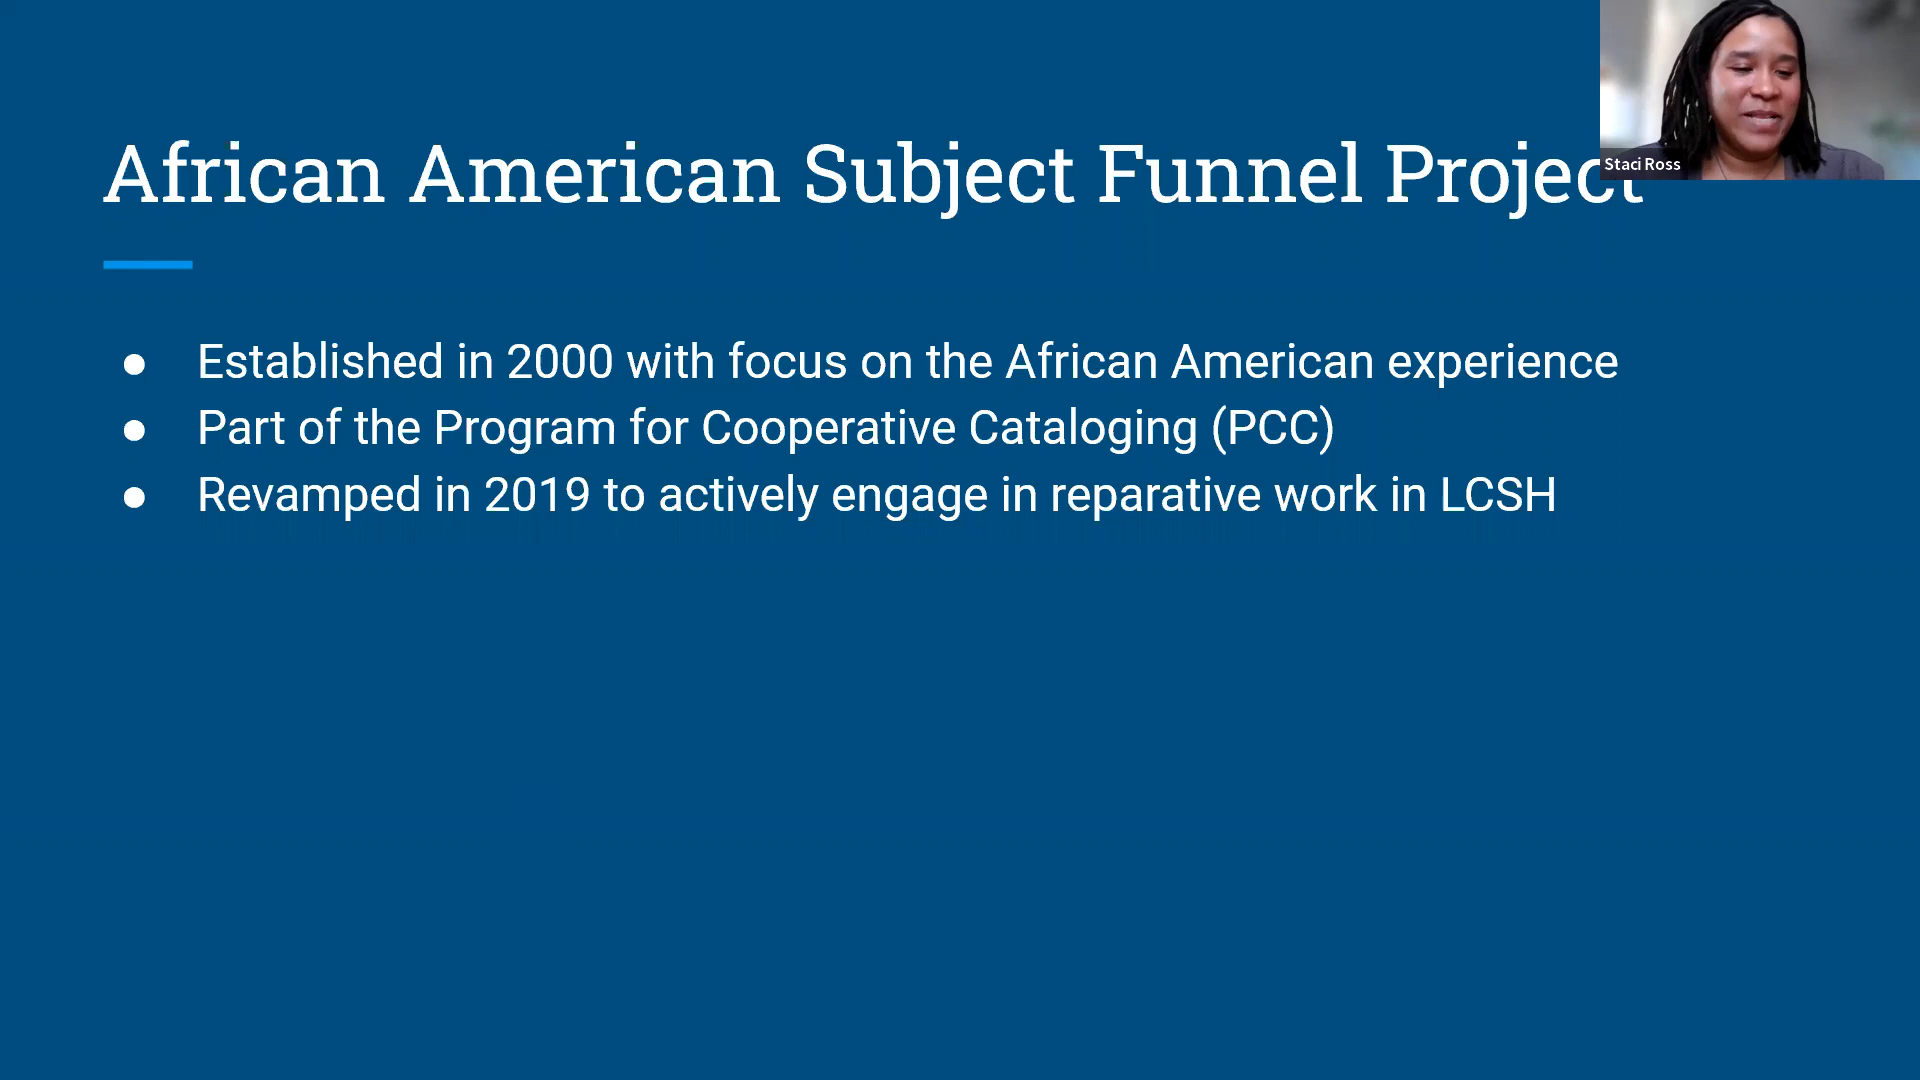 African American Subject Funnel Project
Staci Ross
● Established in 2000 with focus on the African American experience
● Part of the Program for Cooperative Cataloging (PCC)
● Revamped in 2019 to actively engage in reparative work in LCSH